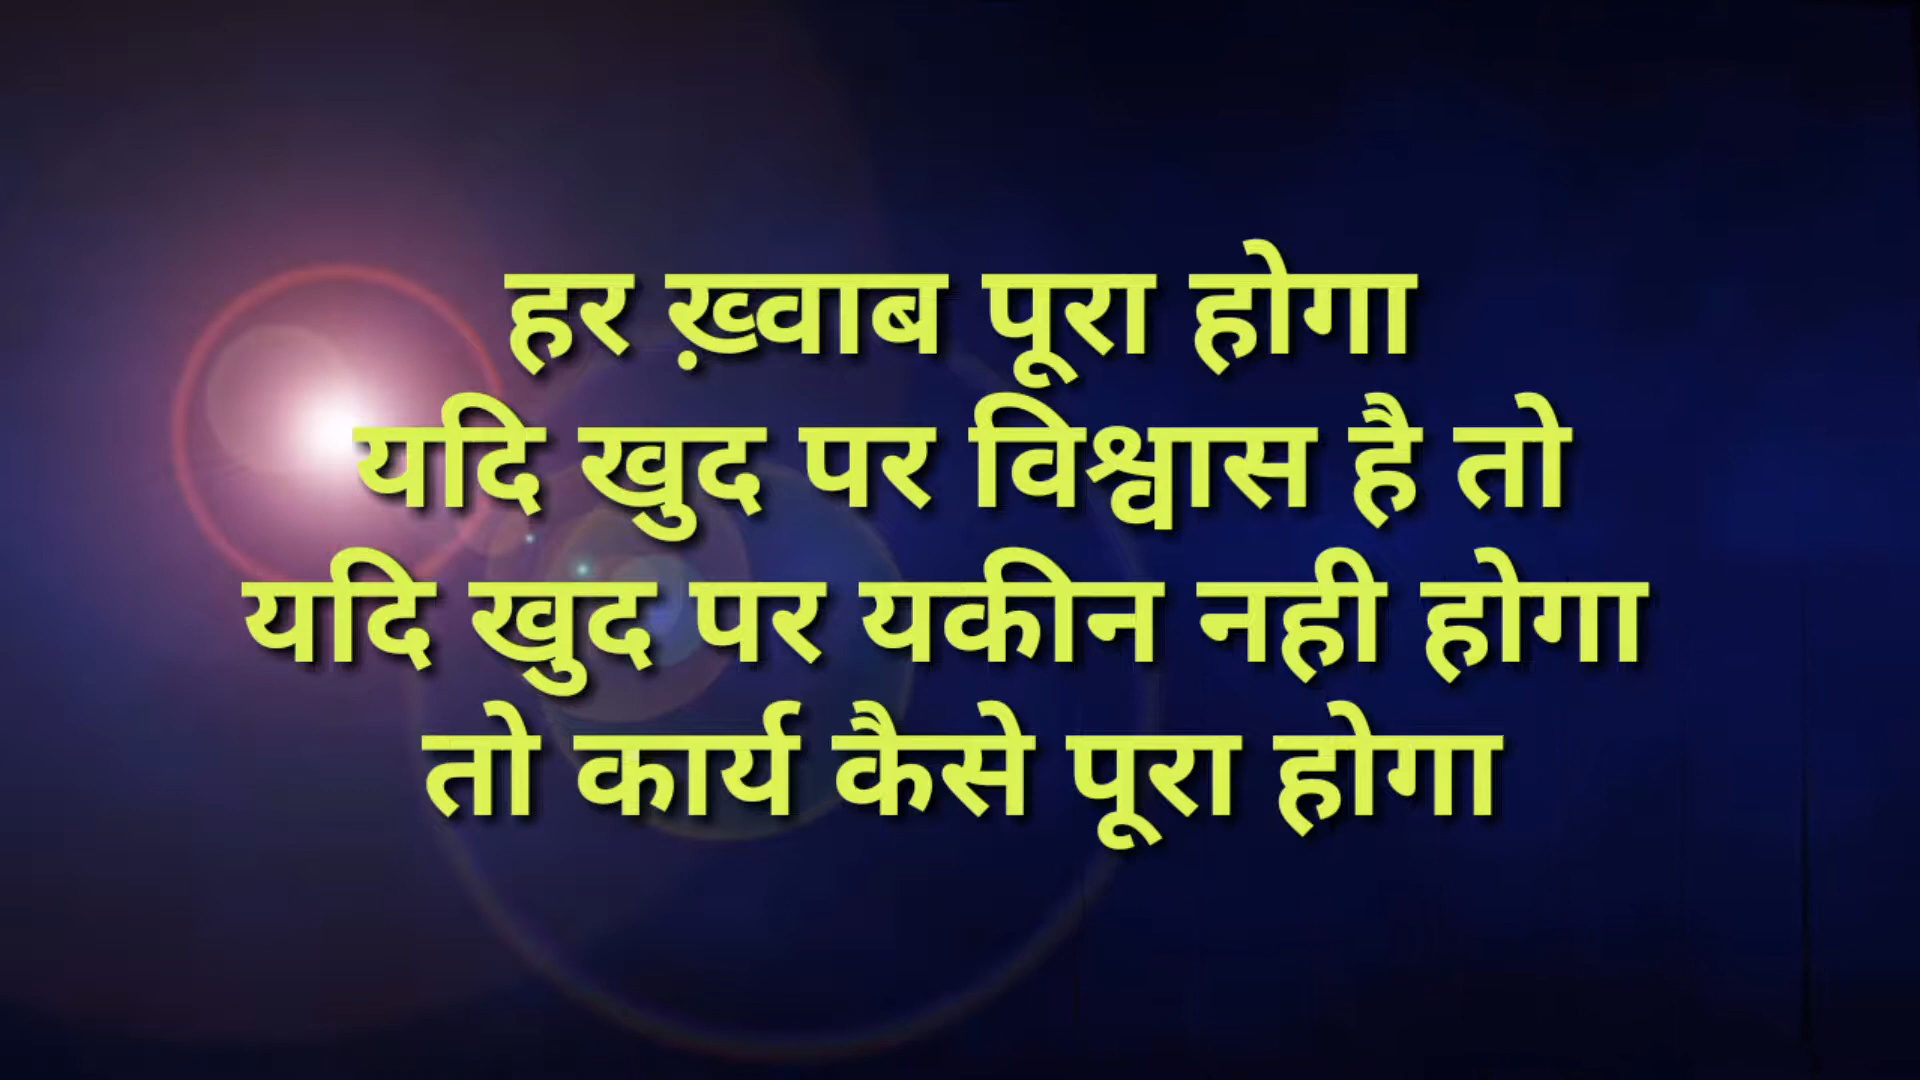 हर ख़्वाब पूरा होगा
यदि खुद पर विश्वास है तो
यदि खुद पर यकीन नही होगा
तो कार्य कैसे पूरा होगा